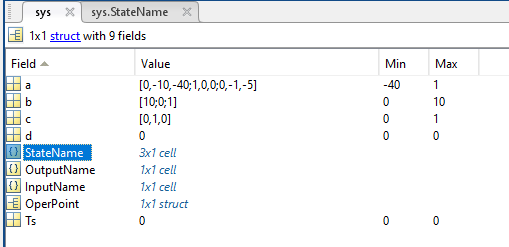 sys sys.StateName
1x1 struct with 9 fields
Field Value Min Max
a [0,-10,-40;1,0,0;0,-1,-5] -40 1
b [10;0;1] 0 10
c [0,1,0] 0 1
d 0 0 0
StateName 3x1 cell
OutputName 1x1 cell
InputName 1x1 cell
OperPoint 1x1 struct
Ts 0 0 0